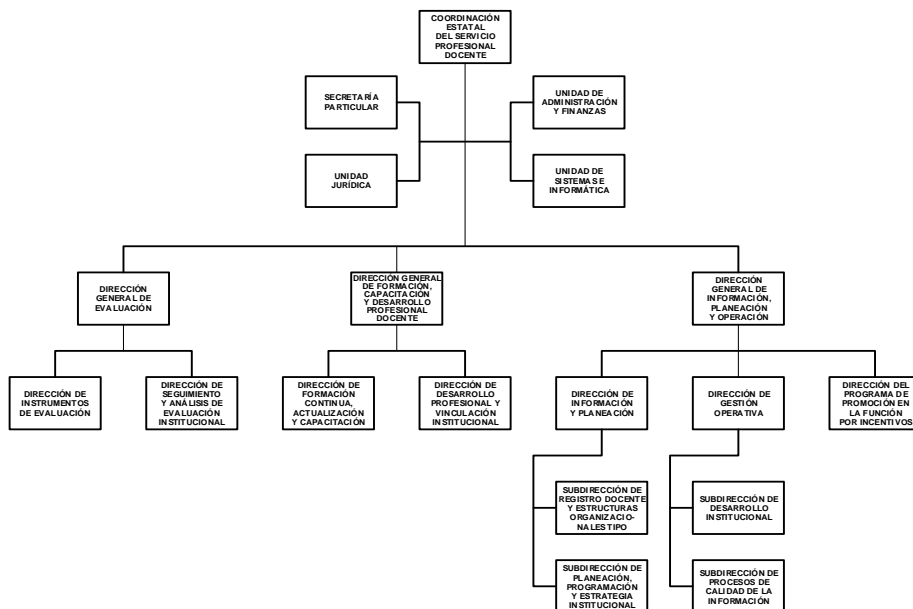 COORDINACIÓN
ESTATAL
DEL SERVICIO
PROFESIONAL
DOCENTE
SECRETARÍA
PARTICULAR
UNIDAD DE
ADMINISTRACIÓN
Y FINANZAS
UNIDAD
JURÍDICA
UNIDAD DE
SISTEMAS E
INFORMÁTICA
DIRECCIÓN
GENERAL DE
EVALUACIÓN
DIRECCIÓN GENERAL
DE FORMACIÓN,
CAPACITACIÓN
Y DESARROLLO
PROFESIONAL
DOCENTE
DIRECCIÓN
GENERAL DE
INFORMACIÓN,
PLANEACIÓN
Y OPERACIÓN
DIRECCIÓN DE
INSTRUMENTOS
DE EVALUACIÓN
DIRECCIÓN DE
SEGUIMIENTO
Y ANÁLISIS DE
EVALUACIÓN
INSTITUCIONAL
DIRECCIÓN DE
FORMACIÓN
CONTINUA,
ACTUALIZACIÓN
Y CAPACITACIÓN
DIRECCIÓN DE
DESARROLLO
PROFESIONAL Y
VINCULACIÓN
INSTITUCIONAL
DIRECCIÓN DE
INFORMACIÓN
Y PLANEACIÓN
DIRECCIÓN DE
GESTIÓN
OPERATIVA
DIRECCIÓN DEL
PROGRAMA DE
PROMOCIÓN EN
LA FUNCIÓN
POR INCENTIVOS
SUBDIRECCIÓN DE
REGISTRO DOCENTE
Y ESTRUCTURAS
ORGANIZACIO-
NALES TIPO
SUBDIRECCIÓN DE
DESARROLLO
INSTITUCIONAL
SUBDIRECCIÓN DE
PLANEACIÓN,
PROGRAMACIÓN
Y ESTRATEGIA
INSTITUCIONAL
SUBDIRECCIÓN DE
PROCESOS DE
CALIDAD DE LA
INFORMACIÓN